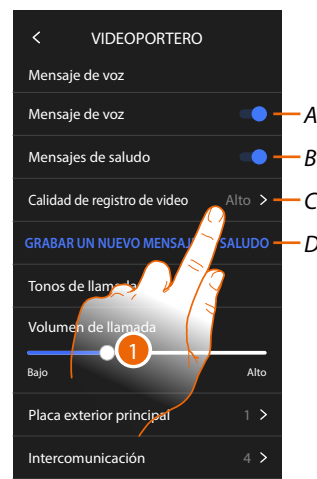 VIDEOPORTERO
Mensaje de voz
Mensaje de voz A
Mensajes de saludo B
Calidad de registro de video Alto C
GRABAR UN NUEVO MENSAJE SALUDO D
Tonos de llamada
Volumen de llamada
1
Bajo Alto
Placa exterior principal 1
Intercomunicación 4